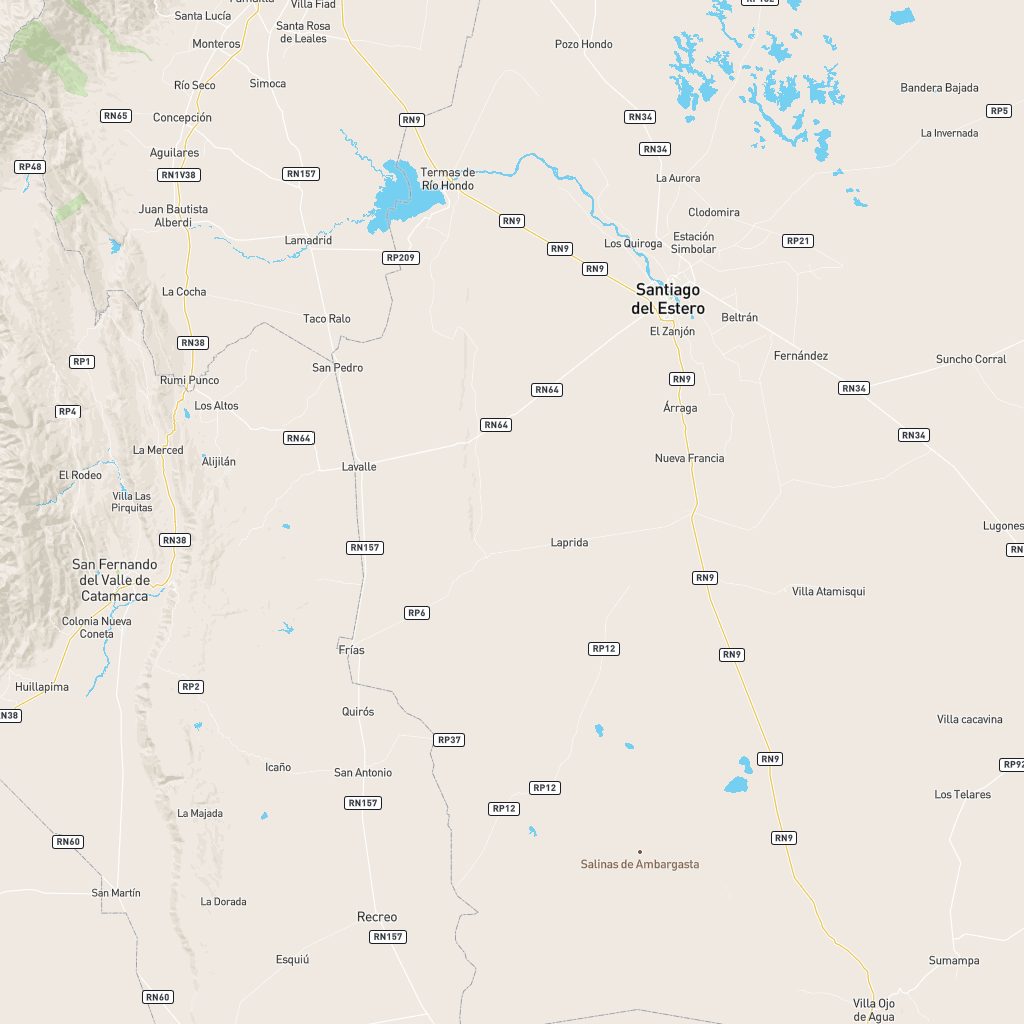 Villa Fiad
Santa Lucía
Santa Rosa
de Leales
Monteros
Pozo Hondo
Río Seco
Simoca
Bandera Bajada
RP5
RN65
Concepción
RN9
RN34
La Invernada
RN34
Aguilares
RP48
RN1V38
RN157
Termas de
Río Hondo
La Aurora
Juan Bautista
Alberdi
Clodomira
RN9
Lamadrid
RN9
Los Quiroga
Estación
Simbolar
RP21
RP209
RN9
La Cocha
Santiago
del Estero
Taco Ralo
Beltrán
El Zanjón
RN38
RP1
San Pedro
Fernández
Suncho Corral
Rumi Punco
RN9
RN64
RN34
RP4
Los Altos
Árraga
RN64
RN64
RN34
La Merced
Alijilán
Lavalle
Nueva Francia
El Rodeo
Villa Las
Pirquitas
Lugones
RN38
RN157
Laprida
RN
San Fernando
del Valle de
Catamarca
RN9
Villa Atamisqui
RP6
Colonia Nueva
Coneta
Frías
RP12
RN9
Huillapima
RP2
RN38
Quirós
Villa cacavina
RP37
RN9
RP92
Icaño
San Antonio
RP12
Los Telares
RN157
RP12
La Majada
RN60
RN9
Salinas de Ambargasta
San Martín
La Dorada
Recreo
RN157
Esquiú
Sumampa
RN60
Villa Ojo
de Agua